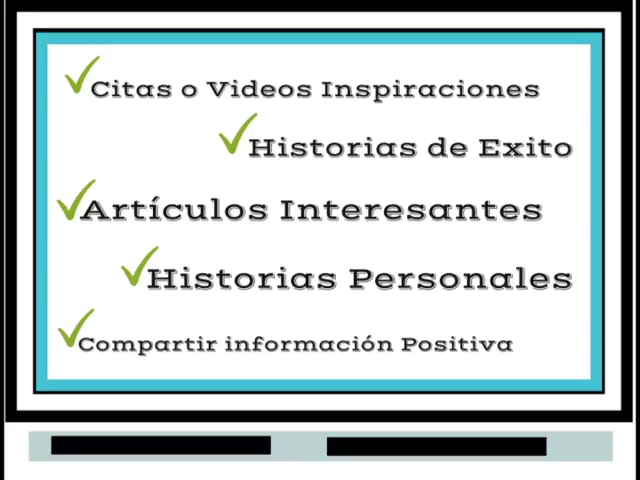 Citas o Videos Inspiraciones
Historias de Exito
Artículos Interesantes
Historias Personales
Compartir información Positiva